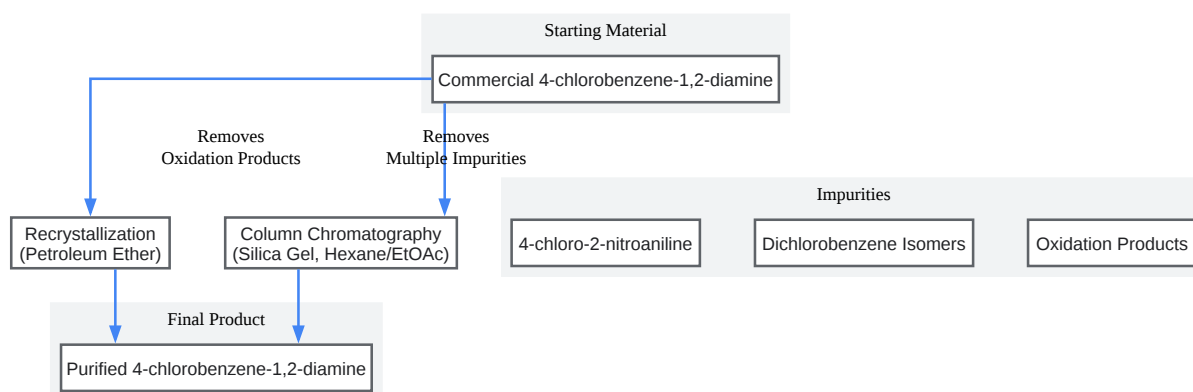 Starting Material
Commercial 4-chlorobenzene-1,2-diamine
Removes
Oxidation Products
Removes
Multiple Impurities
Impurities
Recrystallization
(Petroleum Ether)
Column Chromatography
(Silica Gel, Hexane/EtOAc)
4-chloro-2-nitroaniline
Dichlorobenzene Isomers
Oxidation Products
Final Product
Purified 4-chlorobenzene-1,2-diamine